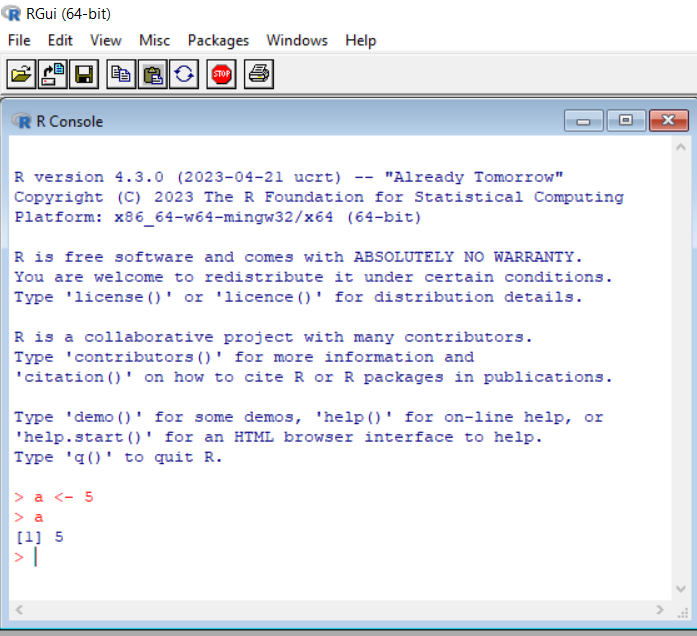 RGui (64-bit)
File Edit View Misc Packages Windows Help
STOP
R Console
R version 4.3.0 (2023-04-21 ucrt) -- "Already Tomorrow"
Copyright (C) 2023 The R Foundation for Statistical Computing
Platform: x86_64-w64-mingw32/x64 (64-bit)
R is free software and comes with ABSOLUTELY NO WARRANTY.
You are welcome to redistribute it under certain conditions.
Type 'license()' or 'licence()' for distribution details.
R is a collaborative project with many contributors.
Type 'contributors()' for more information and
'citation()' on how to cite R or R packages in publications.
Type 'demo()' for some demos, 'help()' for on-line help, or
'help.start()' for an HTML browser interface to help.
Type 'q()' to quit R.
> a <- 5
> a
[1] 5
>